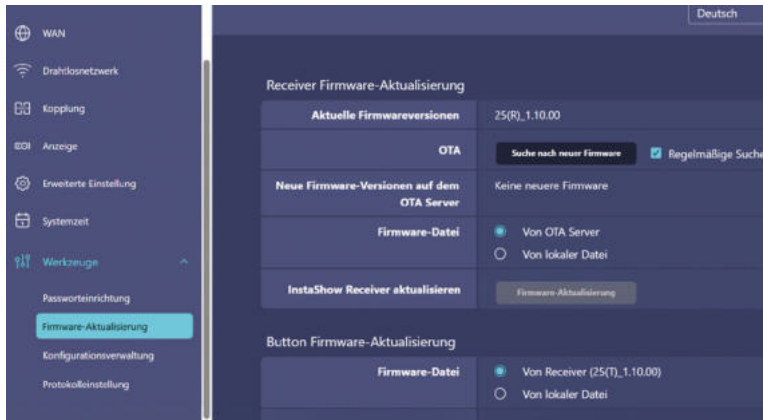 Deutsch
WAN
Drahtlosnetzwerk
Kopplung
Anzeige
Erweiterte Einstellung
Systemzeit
Werkzeuge
Passworteinrichtung
Firmware-Aktualisierung
Konfigurationsverwaltung
Protokolleinstellung
Receiver Firmware-Aktualisierung
Aktuelle Firmwareversionen 25(R)_1.10.00
OTA Suche nach neuer Firmware Regelmäßige Suche
Neue Firmware-Versionen auf dem Keine neuere Firmware
OTA Server
Firmware-Datei Von OTA Server
Von lokaler Datei
InstaShow Receiver aktualisieren Firmware-Aktualisierung
Button Firmware-Aktualisierung
Firmware-Datei Von Receiver (25(T)_1.10.00)
Von lokaler Datei